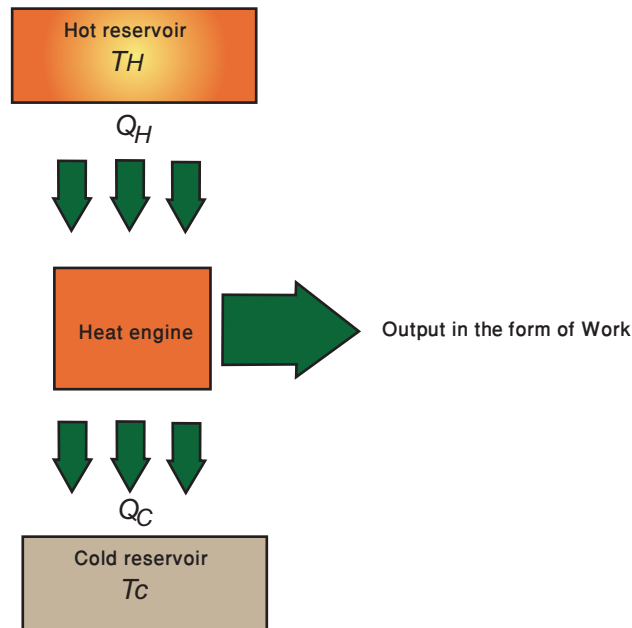 Hot reservoir
TH
QH
Heat engine
Output in the form of Work
QC
Cold reservoir
Tc